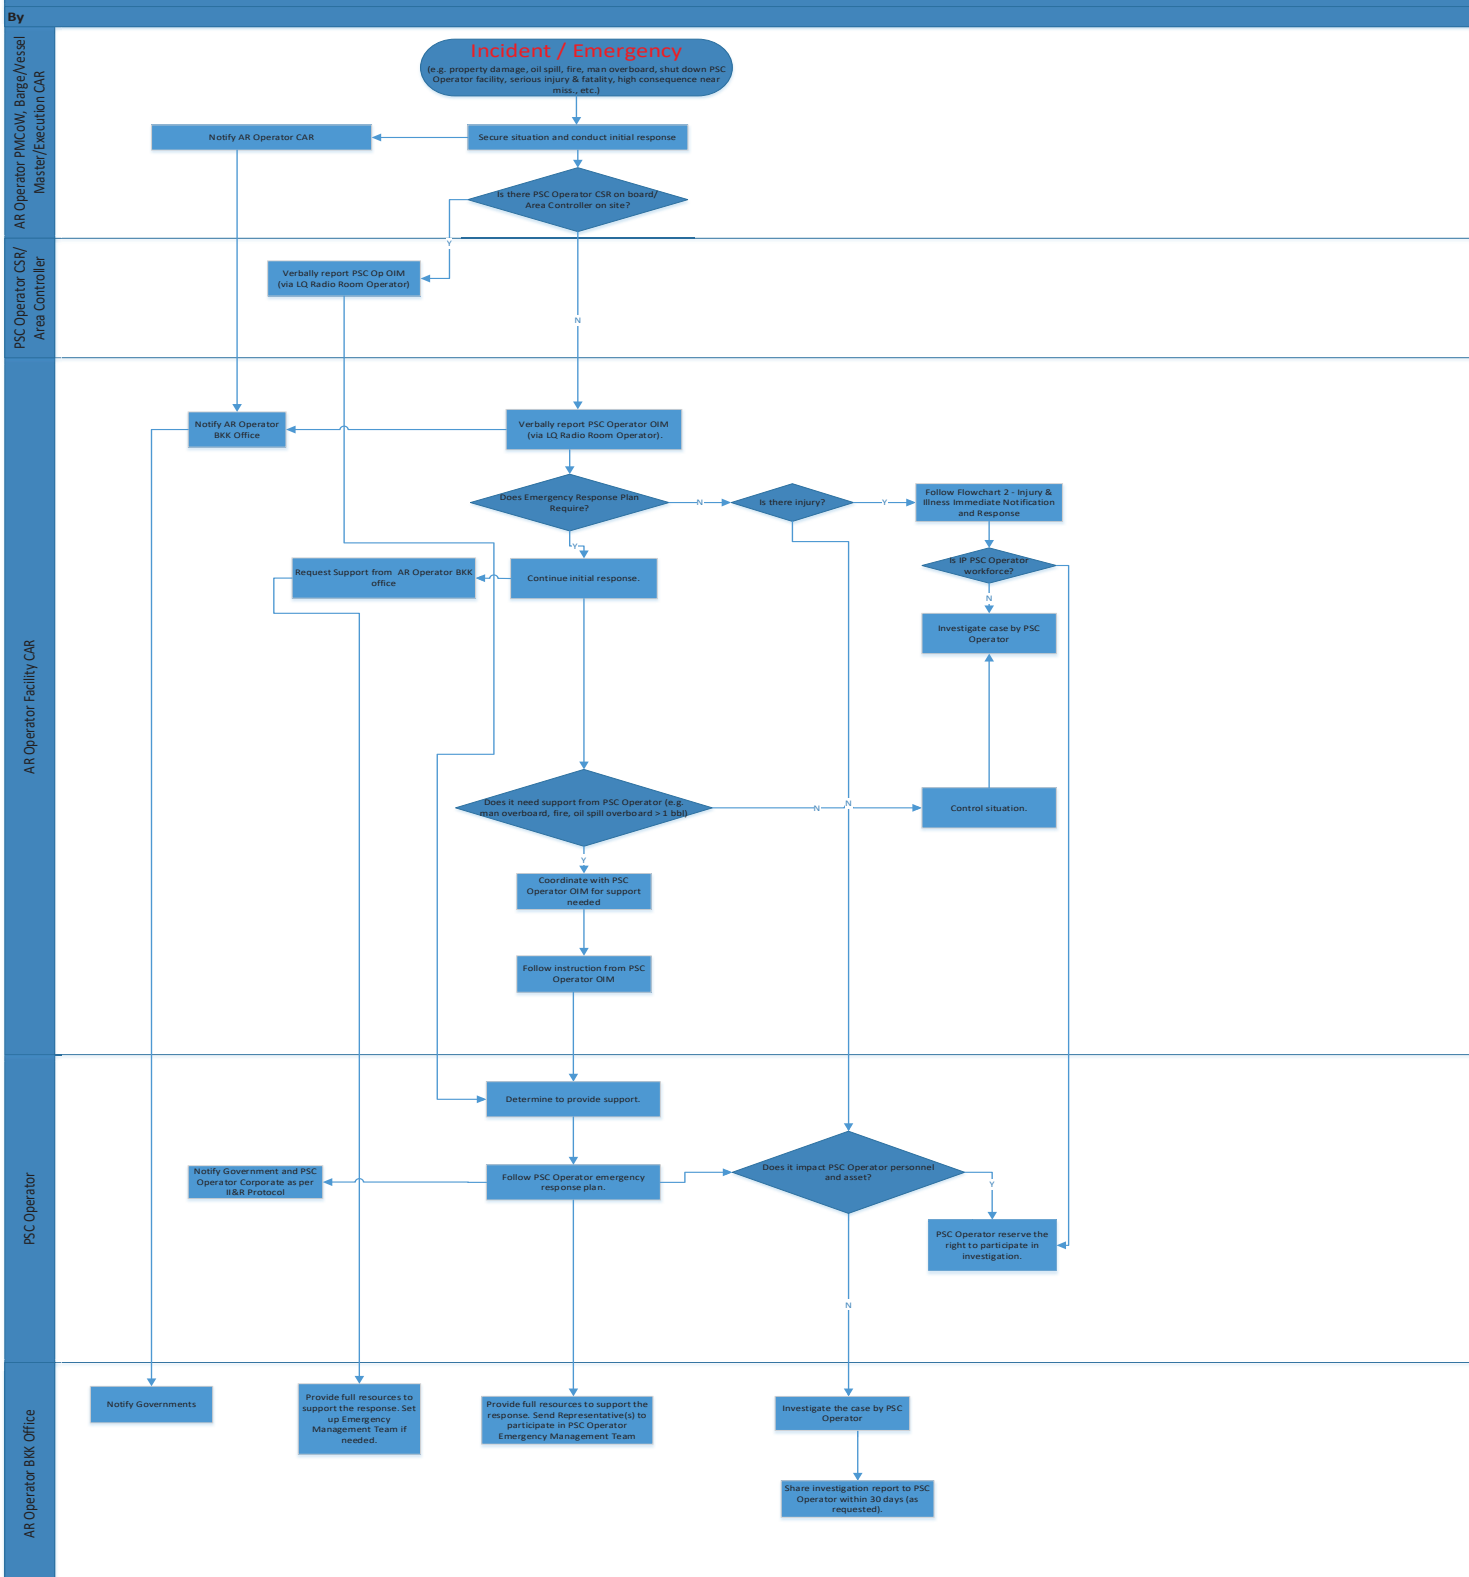 By
AR Operator PMCoW, Barge/Vessel
Master/Execution CAR
Incident / Emergency
(e.g. property damage, oil spill, fire, man overboard, shut down PSC
Operator facility, serious injury & fatality, high consequence near
miss., etc.)
Notify AR Operator CAR
Secure situation and conduct initial response
Is there PSC Operator CSR on board/
Area Controller on site?
Y
PSC Operator CSR/
Area Controller
Verbally report PSC Op OIM
(via LQ Radio Room Operator)
N
AR Operator Facility CAR
Notify AR Operator
BKK Office
Verbally report PSC Operator OIM
(via LQ Radio Room Operator).
Does Emergency Response Plan
Require?
N
Is there injury?
Y
Follow Flowchart 2 - Injury &
Illness Immediate Notification
and Response
Y
Request Support from  AR Operator BKK
office
Continue initial response.
Is IP PSC Operator
workforce?
N
Investigate case by PSC
Operator
Does it need support from PSC Operator (e.g.
man overboard, fire, oil spill overboard > 1 bbl)
N
N
Control situation.
Y
Coordinate with PSC
Operator OIM for support
needed
Follow instruction from PSC
Operator OIM
PSC Operator
Determine to provide support.
Notify Government and PSC
Operator Corporate as per
II&R Protocol
Follow PSC Operator emergency
response plan.
Does it impact PSC Operator personnel
and asset?
Y
PSC Operator reserve the
right to participate in
investigation.
N
AR Operator BKK Office
Notify Governments
Provide full resources to
support the response. Set
up Emergency
Management Team if
needed.
Provide full resources to support the
response. Send Representative(s) to
participate in PSC Operator
Emergency Management Team
Investigate the case by PSC
Operator
Share investigation report to PSC
Operator within 30 days (as
requested).